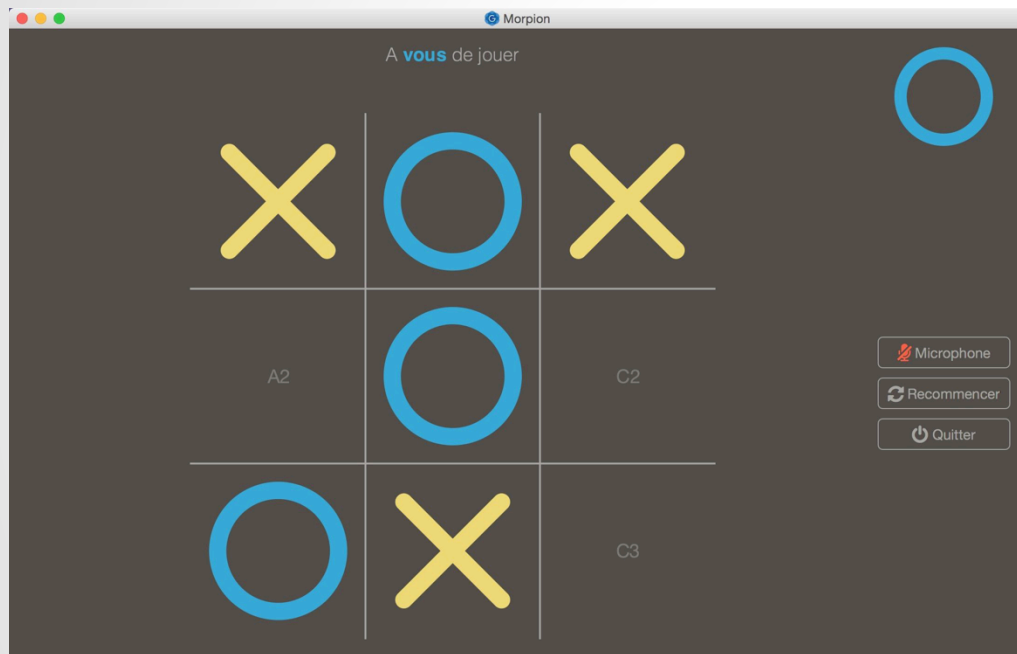 Morpion
A vous de jouer
A2
C2
Microphone
Recommencer
Quitter
C3